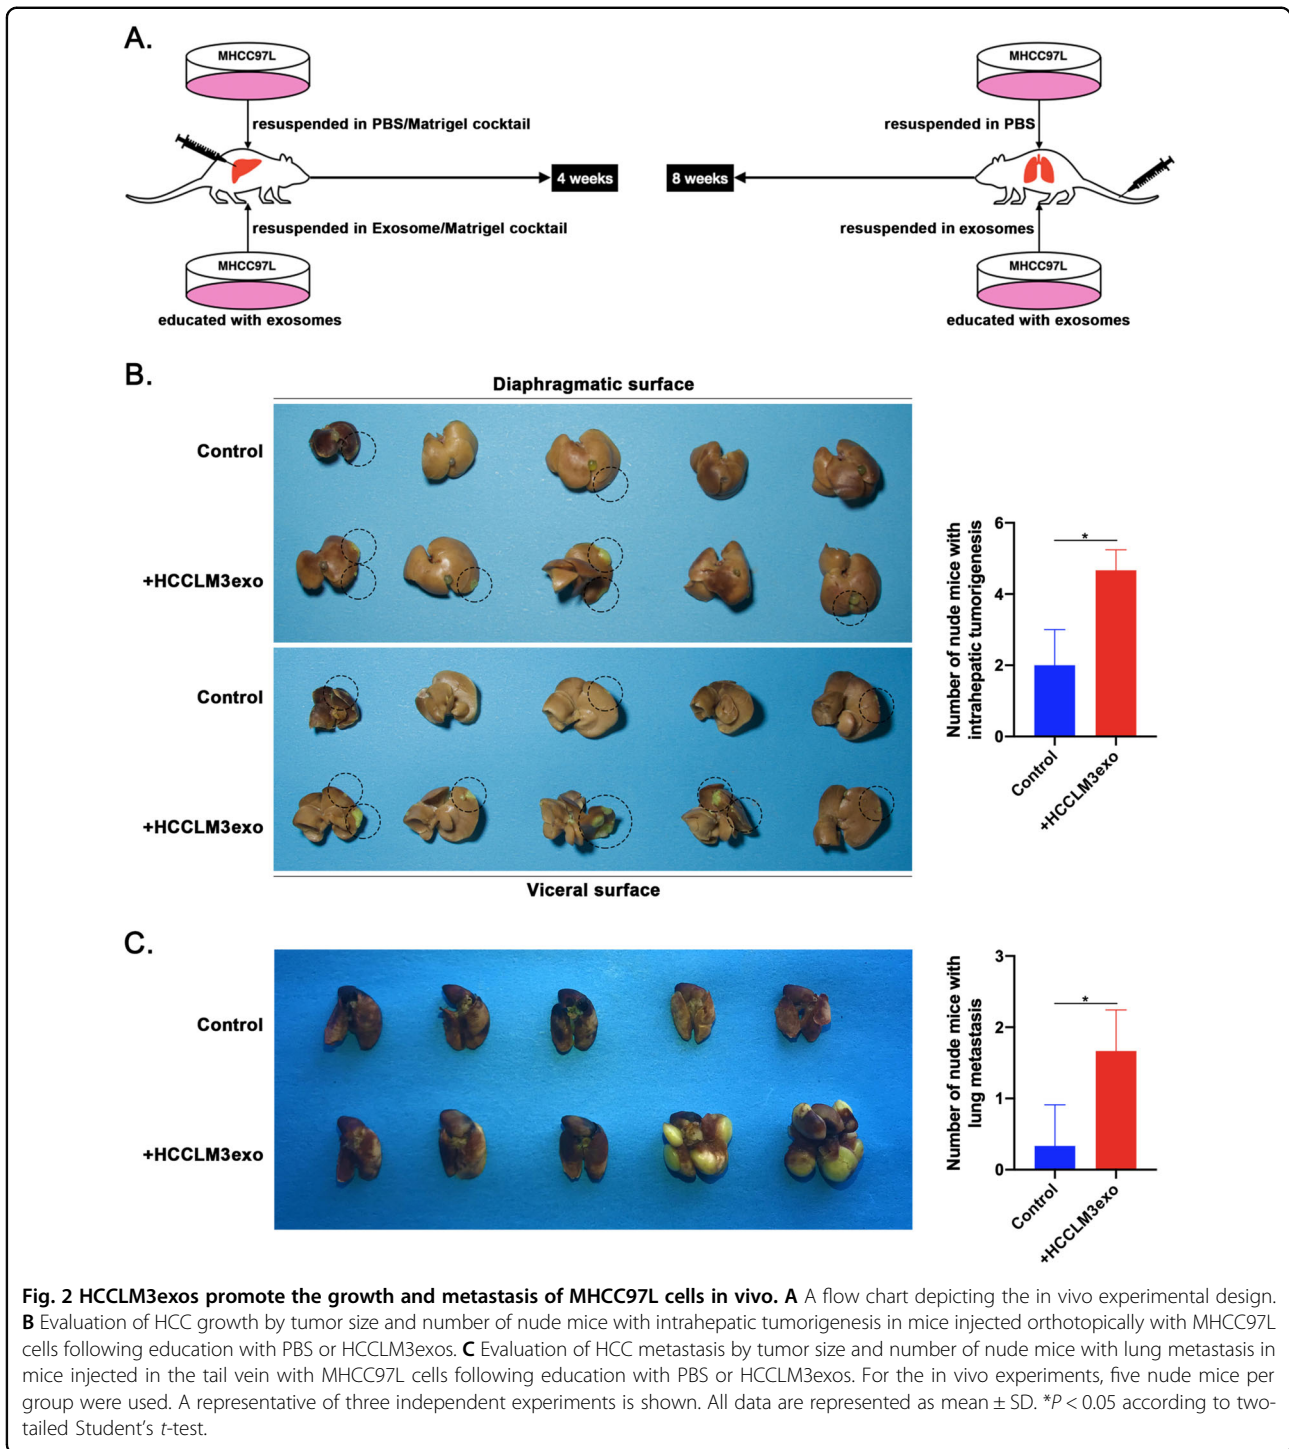 A.
MHCC97L
MHCC97L
resuspended in PBS/Matrigel cocktail
resuspended in PBS
4 weeks
8 weeks
resuspended in Exosome/Matrigel cocktail
resuspended in exosomes
MHCC97L
MHCC97L
educated with exosomes
educated with exosomes
B.
Diaphragmatic surface
Control
+HCCLM3exo
Control
+HCCLM3exo
Viceral surface
Number of nude mice with
intrahepatic tumorigenesis
6
4
2
0
*
Control
+HCCLM3exo
C.
Control
+HCCLM3exo
Number of nude mice with
lung metastasis
3
2
1
0
*
Control
+HCCLM3exo
Fig. 2 HCCLM3exos promote the growth and metastasis of MHCC97L cells in vivo. A A flow chart depicting the in vivo experimental design.
B Evaluation of HCC growth by tumor size and number of nude mice with intrahepatic tumorigenesis in mice injected orthotopically with MHCC97L
cells following education with PBS or HCCLM3exos. C Evaluation of HCC metastasis by tumor size and number of nude mice with lung metastasis in
mice injected in the tail vein with MHCC97L cells following education with PBS or HCCLM3exos. For the in vivo experiments, five nude mice per
group were used. A representative of three independent experiments is shown. All data are represented as mean ± SD. *P < 0.05 according to two-
tailed Student's t-test.